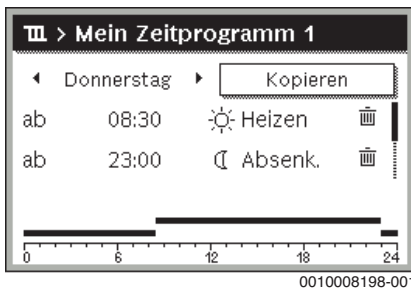 > Mein Zeitprogramm 1
Donnerstag Kopieren
ab 08:30 Heizen
ab 23:00 Absenk.
0 6 12 18 24
0010008198-001